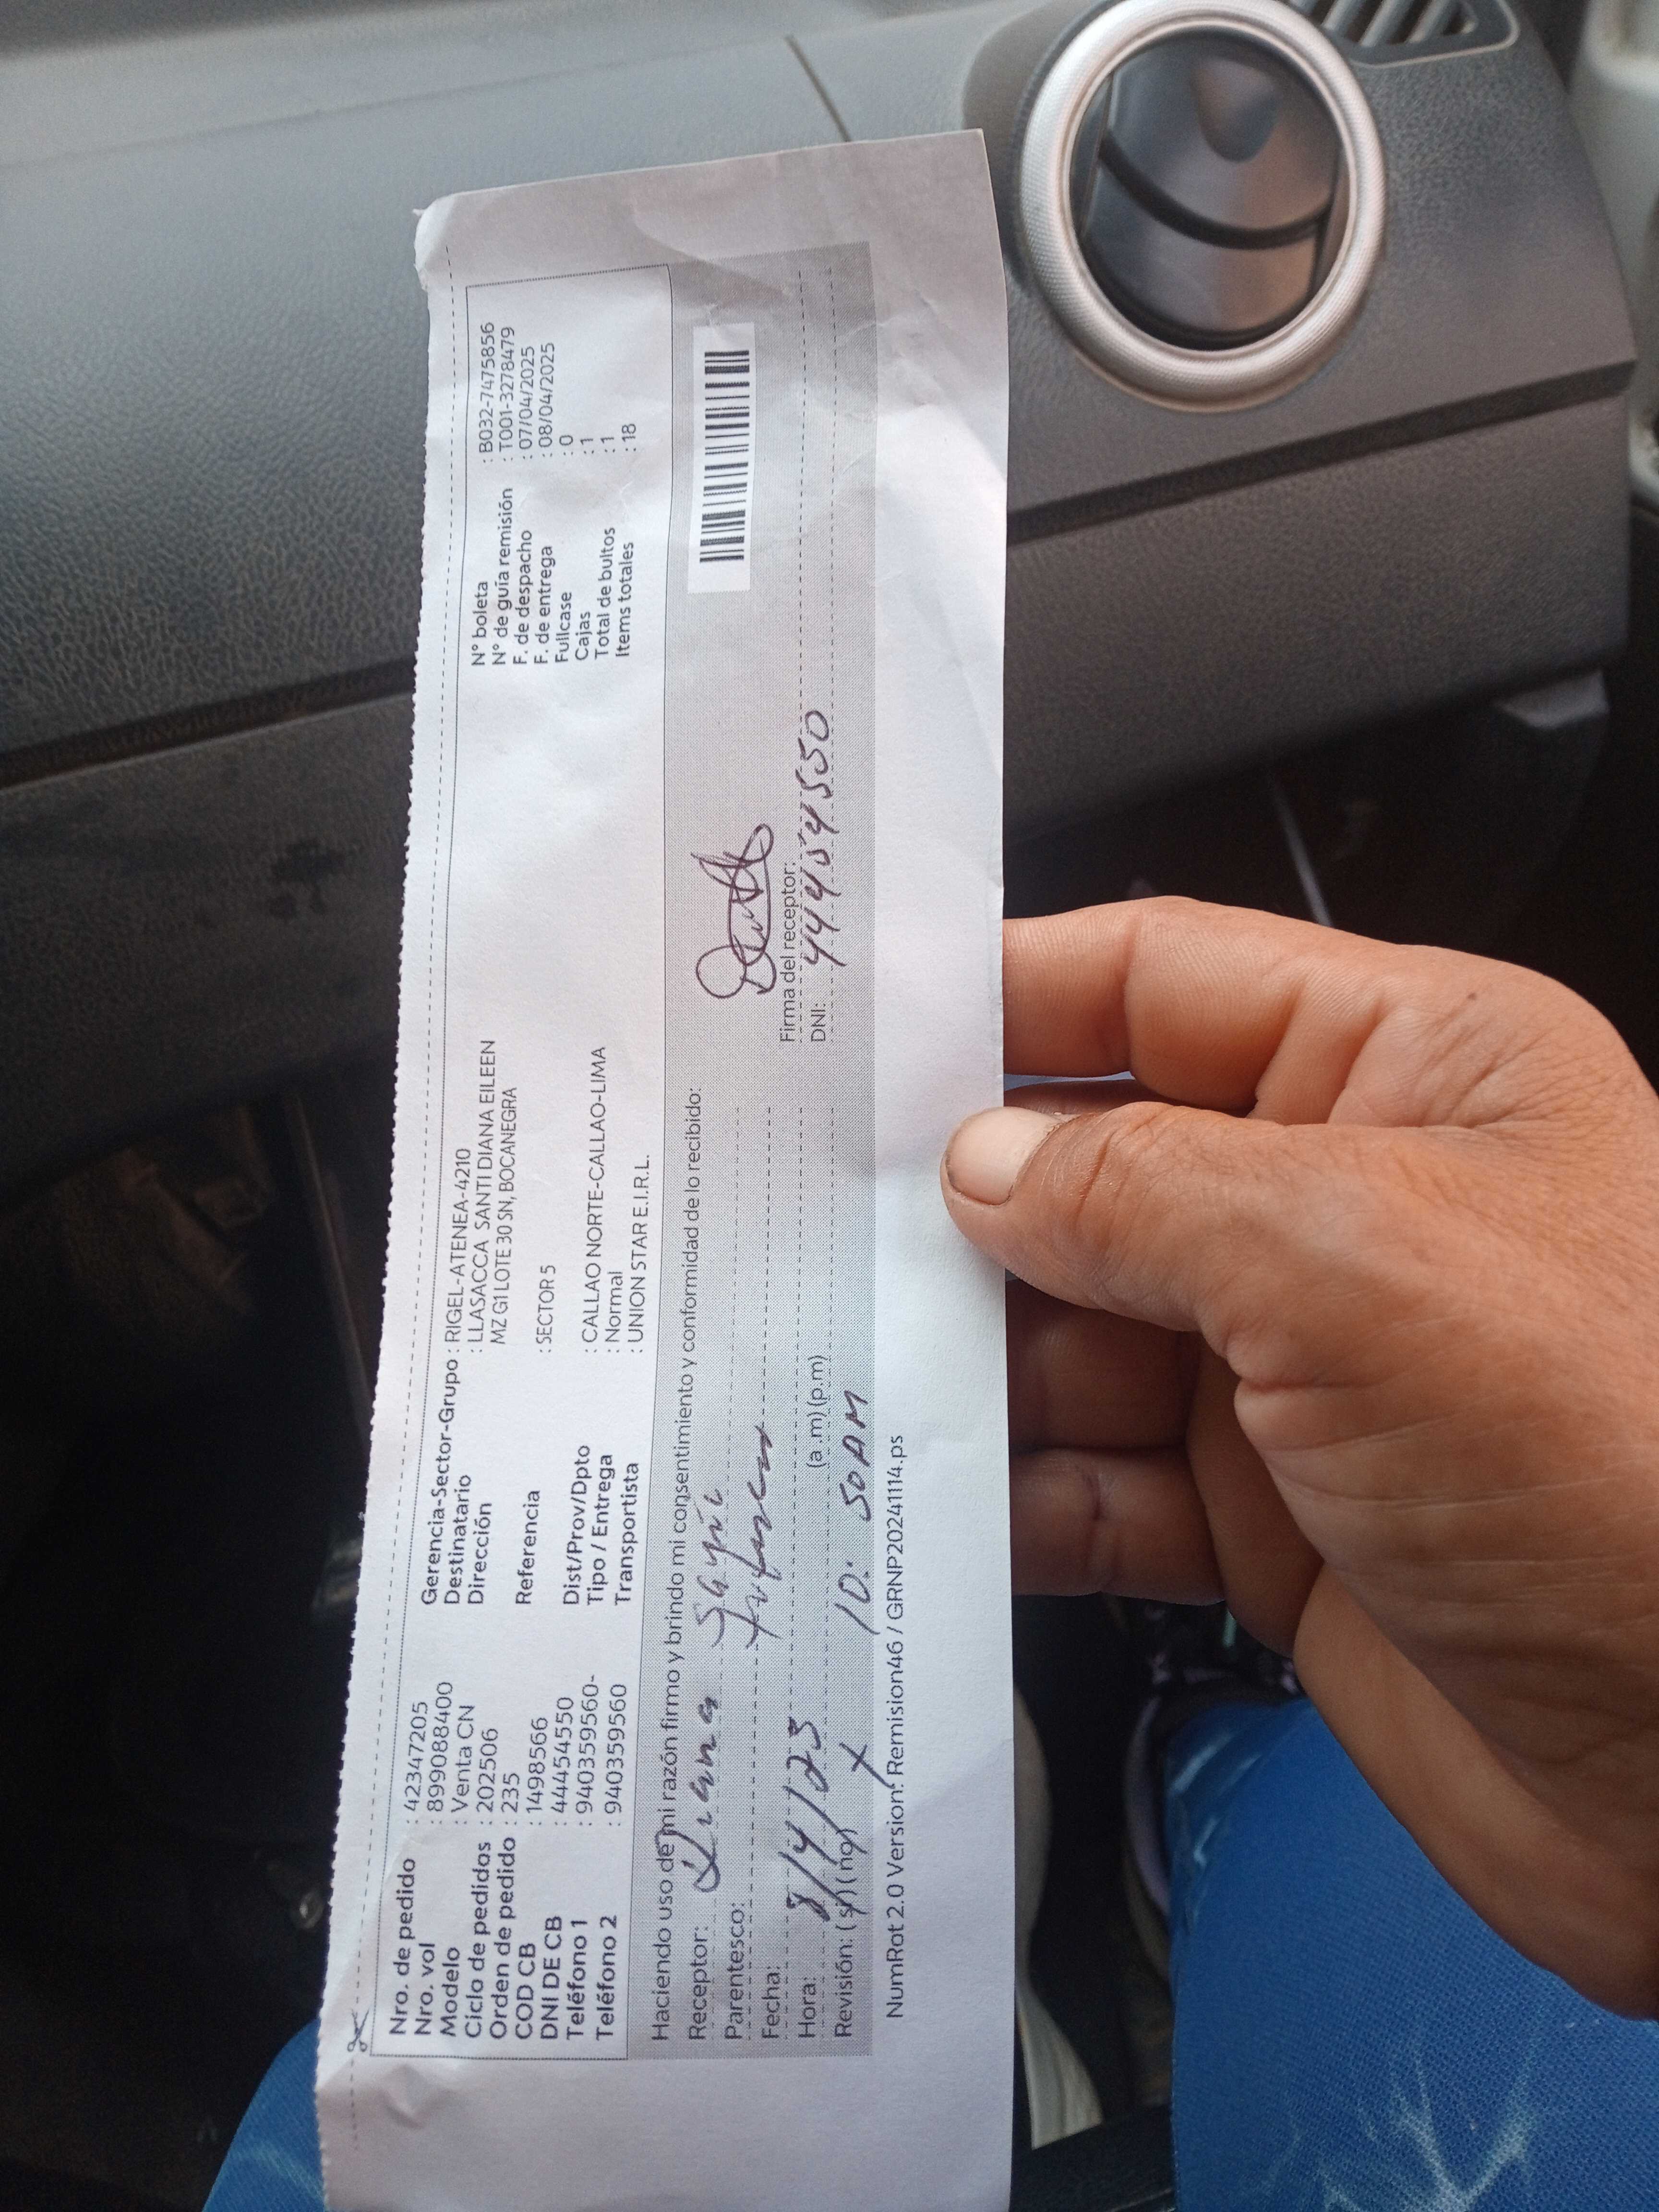 Nro. de pedido : 42347205
Nro. vol : 8990888400
Modelo : Venta CN
Ciclo de pedidos : 202506
Orden de pedido : 235
COD CB : 1498566
DNI DE CB : 44454550
Teléfono 1 : 940359560-
Teléfono 2 : 940359560
Gerencia-Sector-Grupo : RIGEL-ATENEA-4210
Destinatario : LLASACCA SANTI DIANA EILEEN
Dirección MZ G1 LOTE 30 SN, BOCANEGRA
Referencia : SECTOR 5
Dist/Prov/Dpto : CALLAO NORTE-CALLAO-LIMA
Tipo / Entrega : Normal
Transportista : UNION STAR E.I.R.L.
N° boleta : B032-7475856
N° de guía remisión : T001-3278479
F. de despacho : 07/04/2025
F. de entrega : 08/04/2025
Fullcase : 0
Cajas : 1
Total de bultos : 1
Items totales : 18
Haciendo uso de mi razón firmo y brindo mi consentimiento y conformidad de lo recibido:
Receptor: Diana
Parentesco:
Fecha: 8/4/25
Hora: (a.m) (p.m)
10. 50 AM
Revisión: (si) (no) X
Firma del receptor:
DNI: 44454550
NumRot 2.0 Version: Remision46 / GRNP20241114.ps